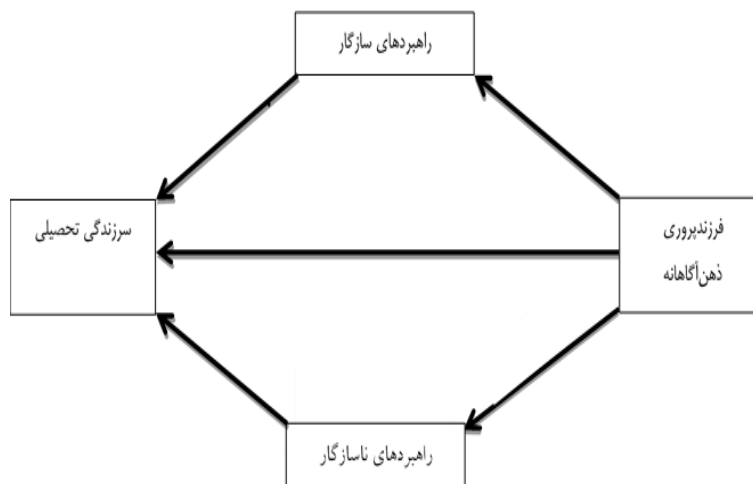 راهبردهای سازگار
فرزندپروری
ذهن‌آگاهانه
سرزندگی تحصیلی
راهبردهای ناسازگار